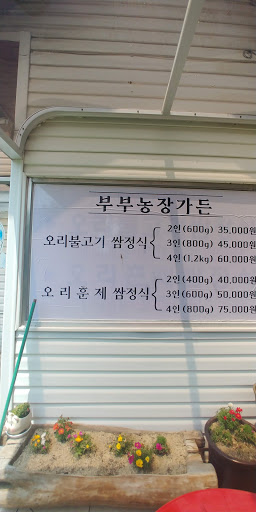 부부농장가든
오리불고기 쌈정식
2인(600g) 35,000원
3인(800g) 45,000원
4인(1.2kg) 60,000원
오리훈제 쌈정식
2인(400g) 40,000원
3인(600g) 50,000원
4인(800g) 75,000원